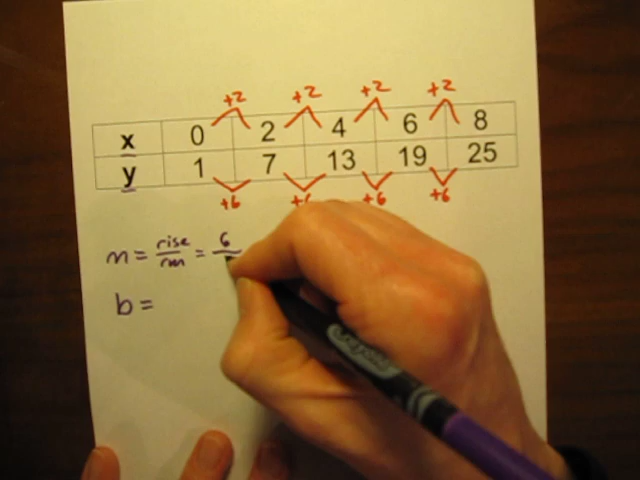 +2 +2 +2 +2
x 0 2 4 6 8
y 1 7 13 19 25
+6 +6 +6 +6
m = rise/run = 6/
b =
Crayola